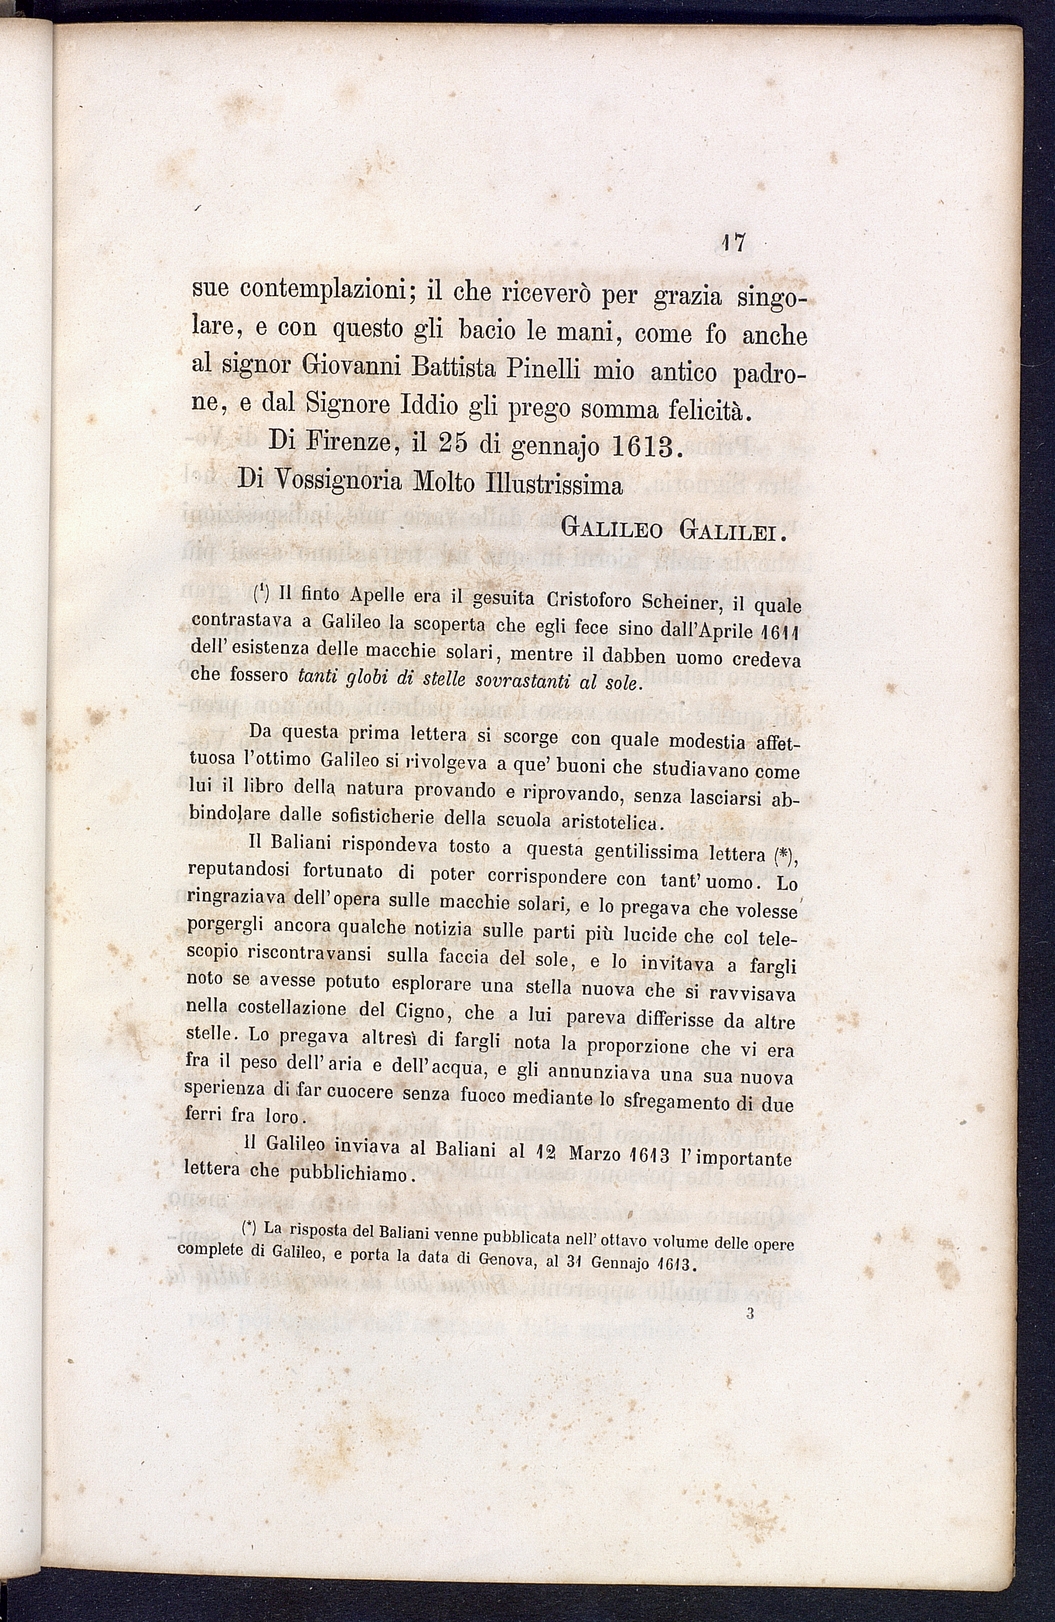 17
sue contemplazioni; il che riceverò per grazia singo-
lare, e con questo gli bacio le mani, come fo anche
al signor Giovanni Battista Pinelli mio antico padro-
ne, e dal Signore Iddio gli prego somma felicità.
Di Firenze, il 25 di gennajo 1613.
Di Vossignoria Molto Illustrissima
GALILEO GALILEI.
(¹) Il finto Apelle era il gesuita Cristoforo Scheiner, il quale
contrastava a Galileo la scoperta che egli fece sino dall'Aprile 1611
dell' esistenza delle macchie solari, mentre il dabben uomo credeva
che fossero tanti globi di stelle sovrastanti al sole.
Da questa prima lettera si scorge con quale modestia affet-
tuosa l'ottimo Galileo si rivolgeva a que' buoni che studiavano come
lui il libro della natura provando e riprovando, senza lasciarsi ab-
bindolare dalle sofisticherie della scuola aristotelica.
Il Baliani rispondeva tosto a questa gentilissima lettera (*),
reputandosi fortunato di poter corrispondere con tant' uomo. Lo
ringraziava dell'opera sulle macchie solari, e lo pregava che volesse
porgergli ancora qualche notizia sulle parti più lucide che col tele-
scopio riscontravansi sulla faccia del sole, e lo invitava a fargli
noto se avesse potuto esplorare una stella nuova che si ravvisava
nella costellazione del Cigno, che a lui pareva differisse da altre
stelle. Lo pregava altresì di fargli nota la proporzione che vi era
fra il peso dell' aria e dell' acqua, e gli annunziava una sua nuova
sperienza di far cuocere senza fuoco mediante lo sfregamento di due
ferri fra loro.
Il Galileo inviava al Baliani al 12 Marzo 1613 l' importante
lettera che pubblichiamo.
(*) La risposta del Baliani venne pubblicata nell' ottavo volume delle opere
complete di Galileo, e porta la data di Genova, al 31 Gennajo 1613.
3